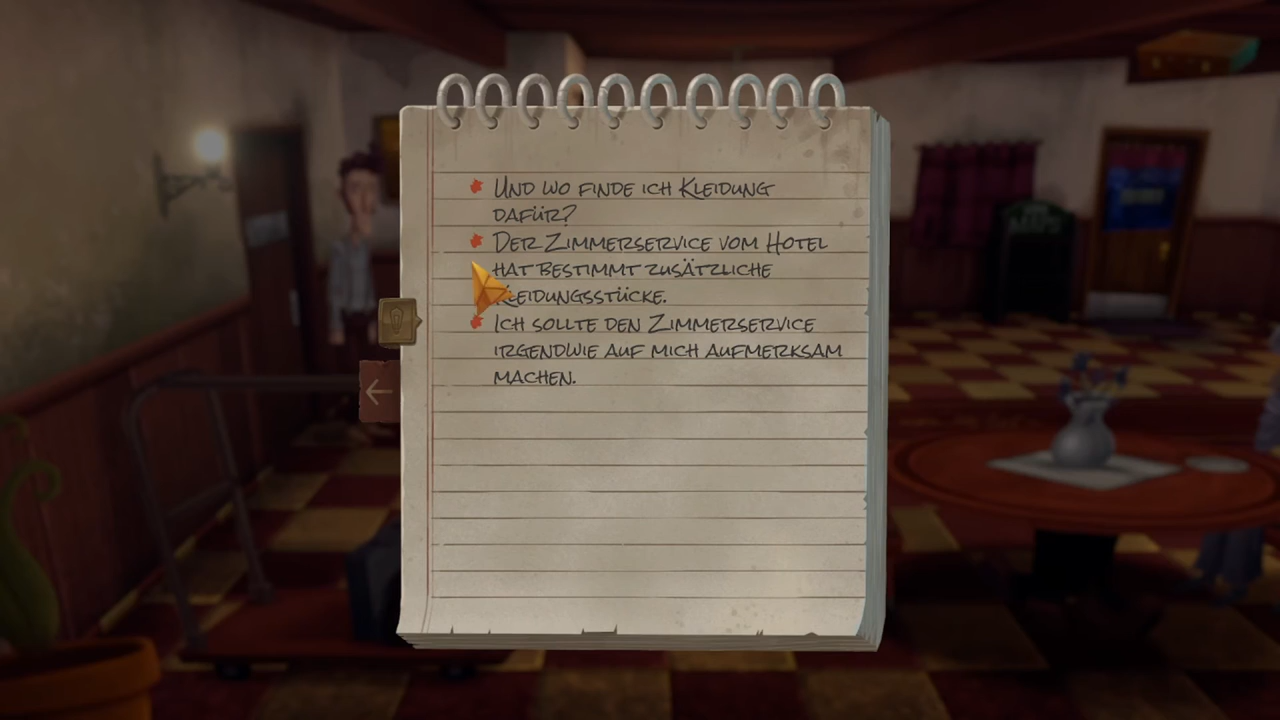 Und wo finde ich Kleidung
dafür?
Der Zimmerservice vom Hotel
hat bestimmt zusätzliche
Kleidungsstücke.
Ich sollte den Zimmerservice
irgendwie auf mich aufmerksam
machen.